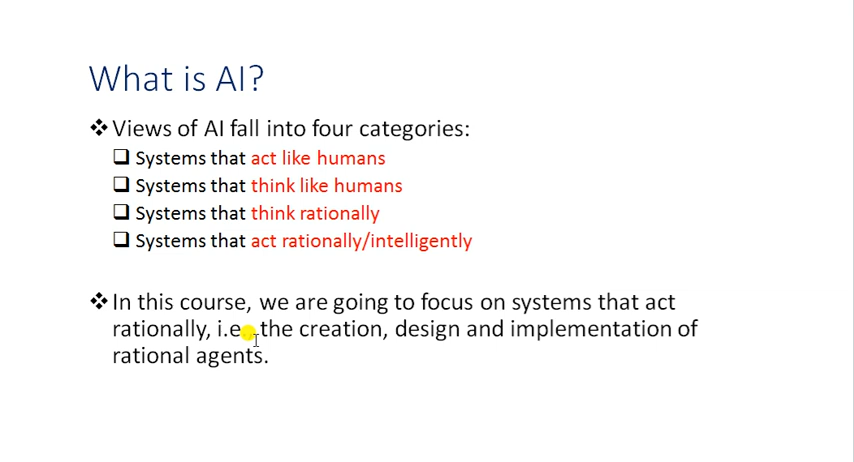 What is AI?
Views of AI fall into four categories:
Systems that act like humans
Systems that think like humans
Systems that think rationally
Systems that act rationally/intelligently
In this course, we are going to focus on systems that act
rationally, i.e., the creation, design and implementation of
rational agents.